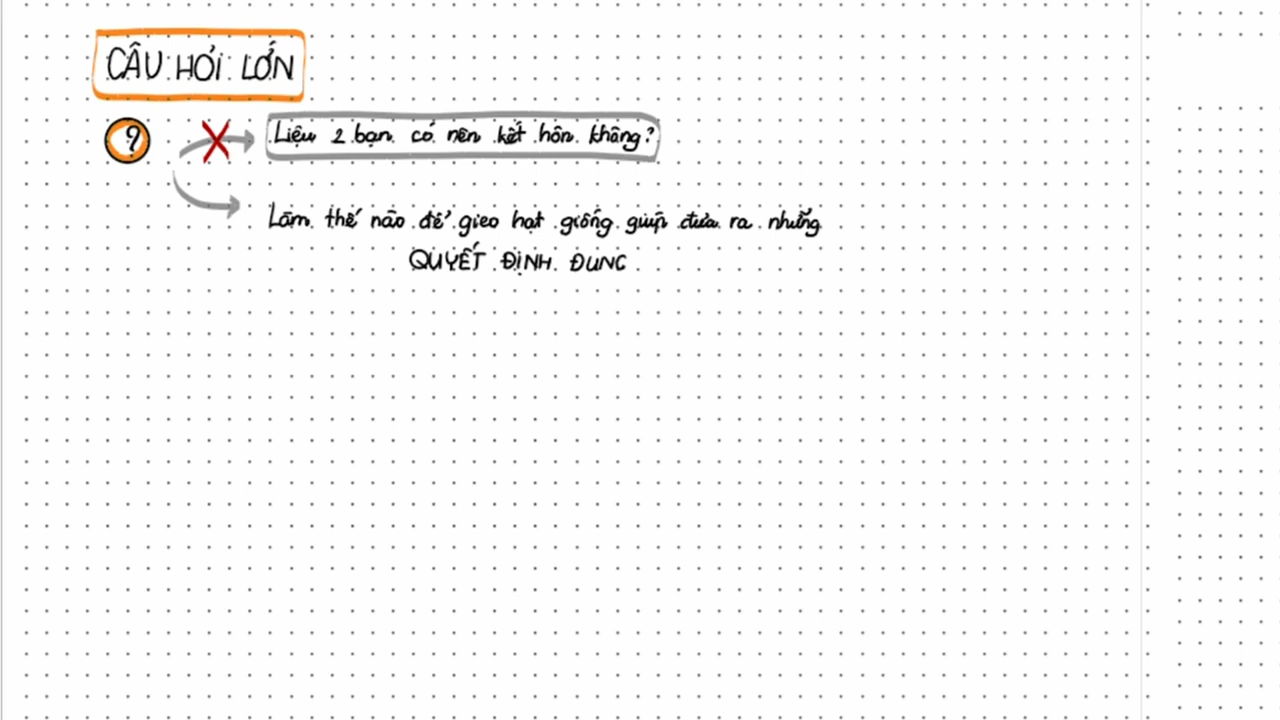 CÂU HỎI LỚN
?
Liệu 2 bạn có nên kết hôn không?
Làm thế nào để gieo hạt giống giúp đưa ra những
QUYẾT ĐỊNH ĐUNG